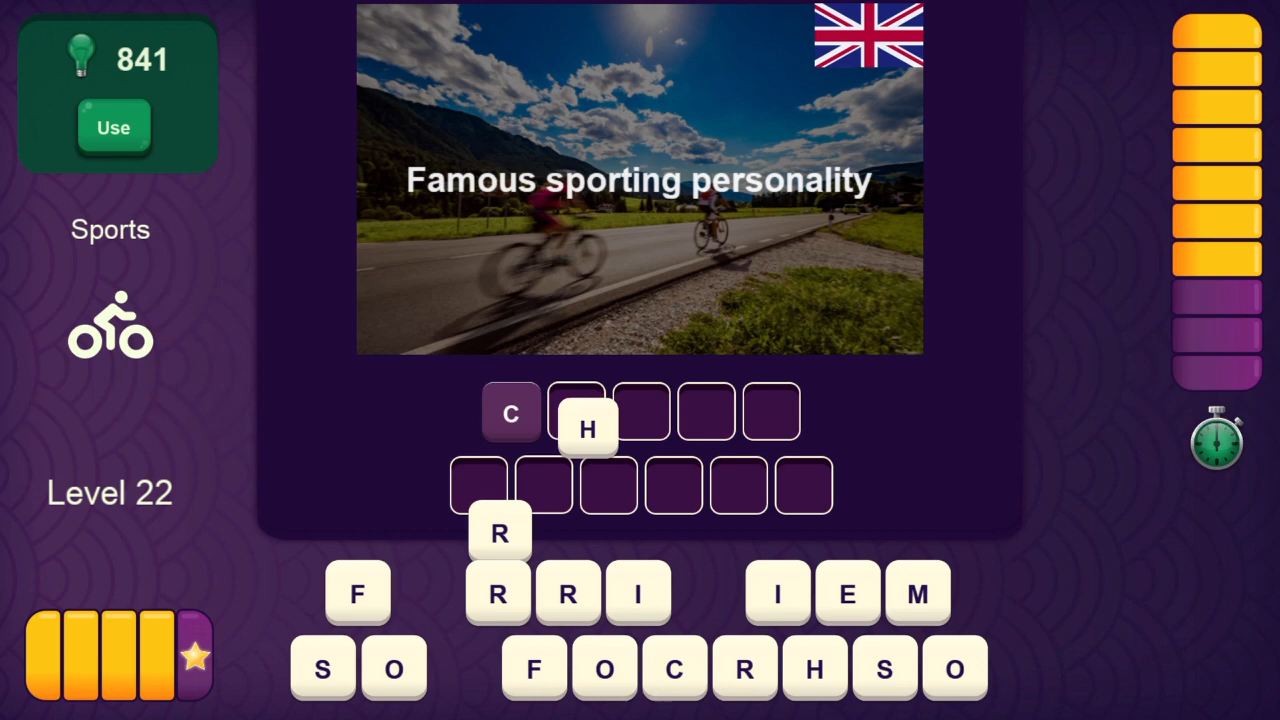 841
Use
Famous sporting personality
Sports
C H
Level 22
R
F R R I I E M
S O F O C R H S O